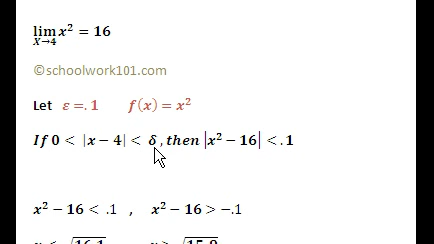 lim x² = 16
X→4
©schoolwork101.com
Let ε =. 1 f(x) = x²
If 0 < |x − 4| < δ , then |x² − 16| < .1
x² − 16 < .1 , x² − 16 > −.1